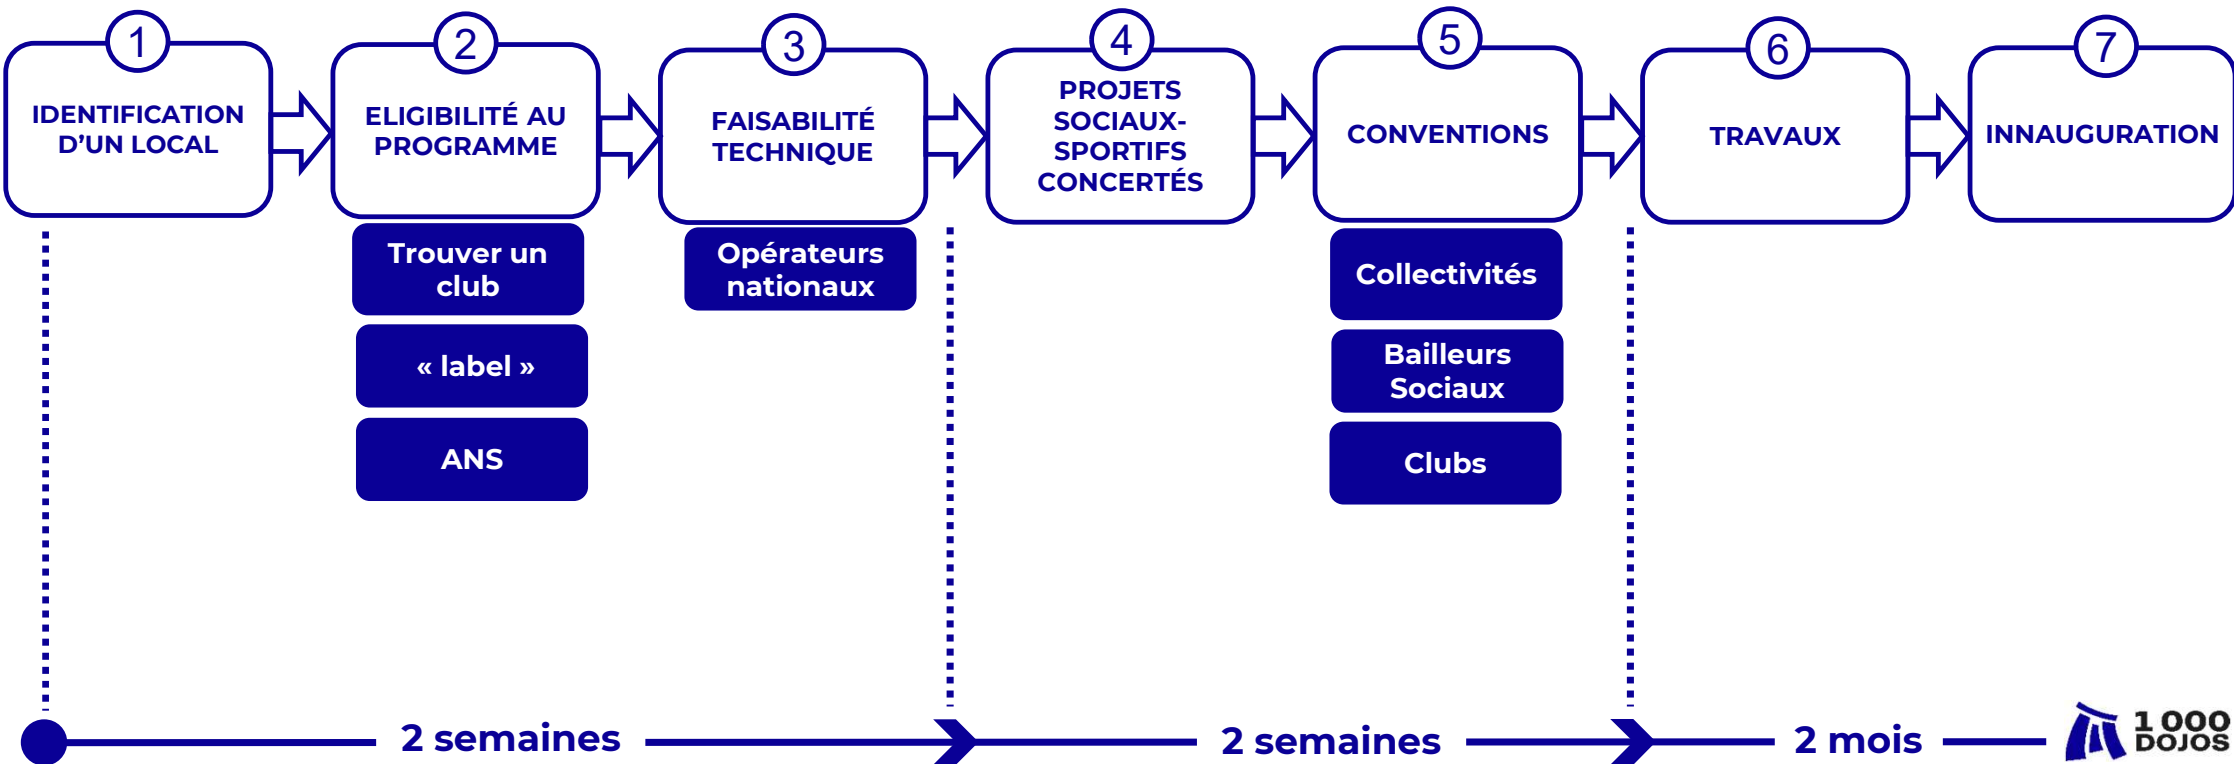 1
IDENTIFICATION
D'UN LOCAL
2
ELIGIBILITÉ AU
PROGRAMME
Trouver un
club
« label »
ANS
3
FAISABILITÉ
TECHNIQUE
Opérateurs
nationaux
4
PROJETS
SOCIAUX-
SPORTIFS
CONCERTÉS
5
CONVENTIONS
Collectivités
Bailleurs
Sociaux
Clubs
6
TRAVAUX
7
INNAUGURATION
2 semaines
2 semaines
2 mois
1 000
DOJOS